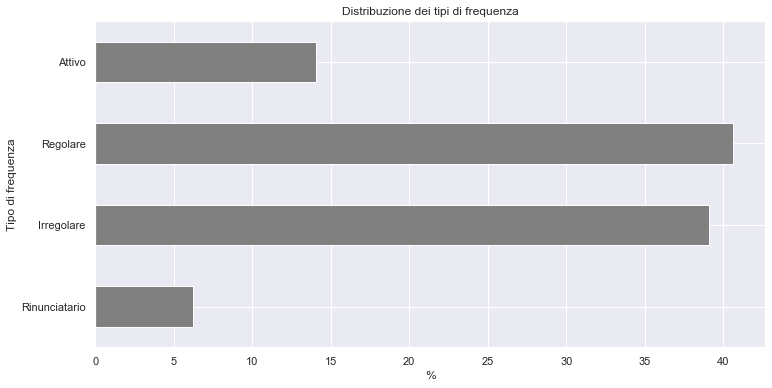 Distribuzione dei tipi di frequenza
Tipo di frequenza
Attivo
Regolare
Irregolare
Rinunciatario
0 5 10 15 20 25 30 35 40
%